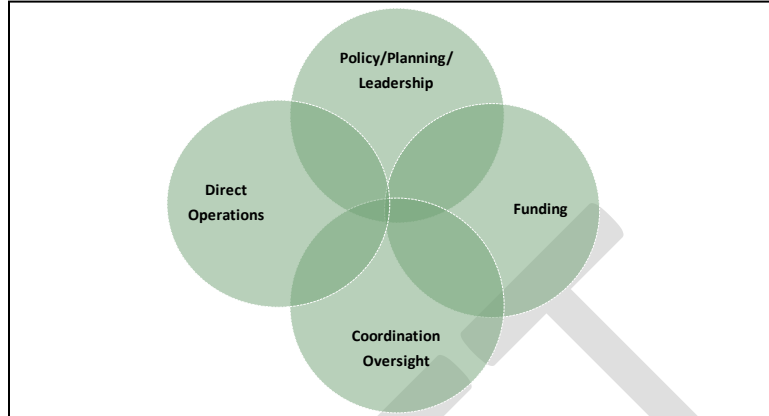 Policy/Planning/
Leadership
Direct
Operations
Funding
Coordination
Oversight